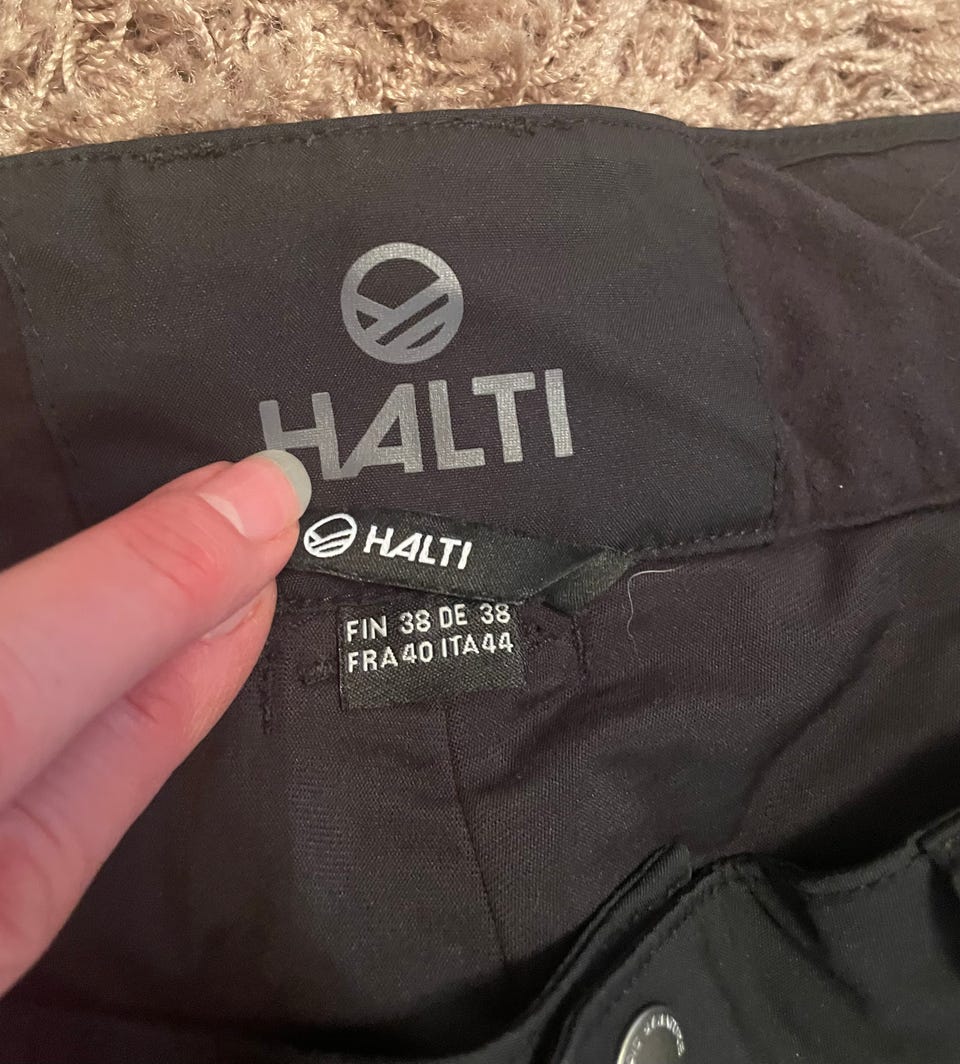 HALTI
HALTI
FIN 38 DE 38
FRA 40 ITA 44